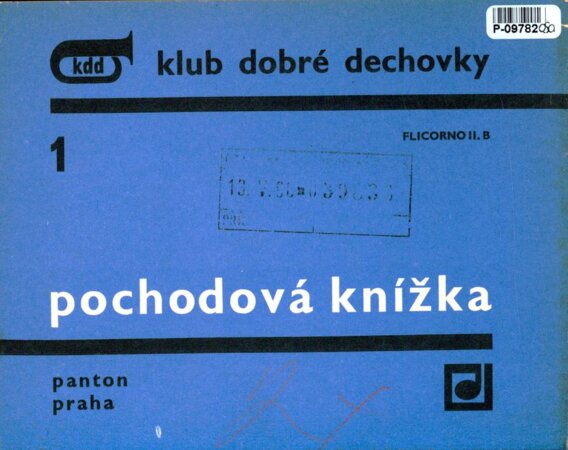 P-09782
kdd
klub dobré dechovky
1
FLICORNO II. B
pochodová knížka
panton
praha